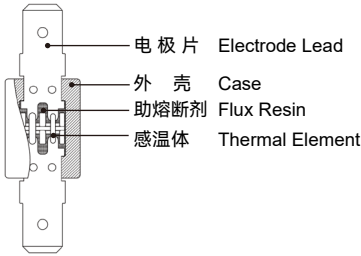 电极片 Electrode Lead
外 壳 Case
助熔断剂 Flux Resin
感温体 Thermal Element